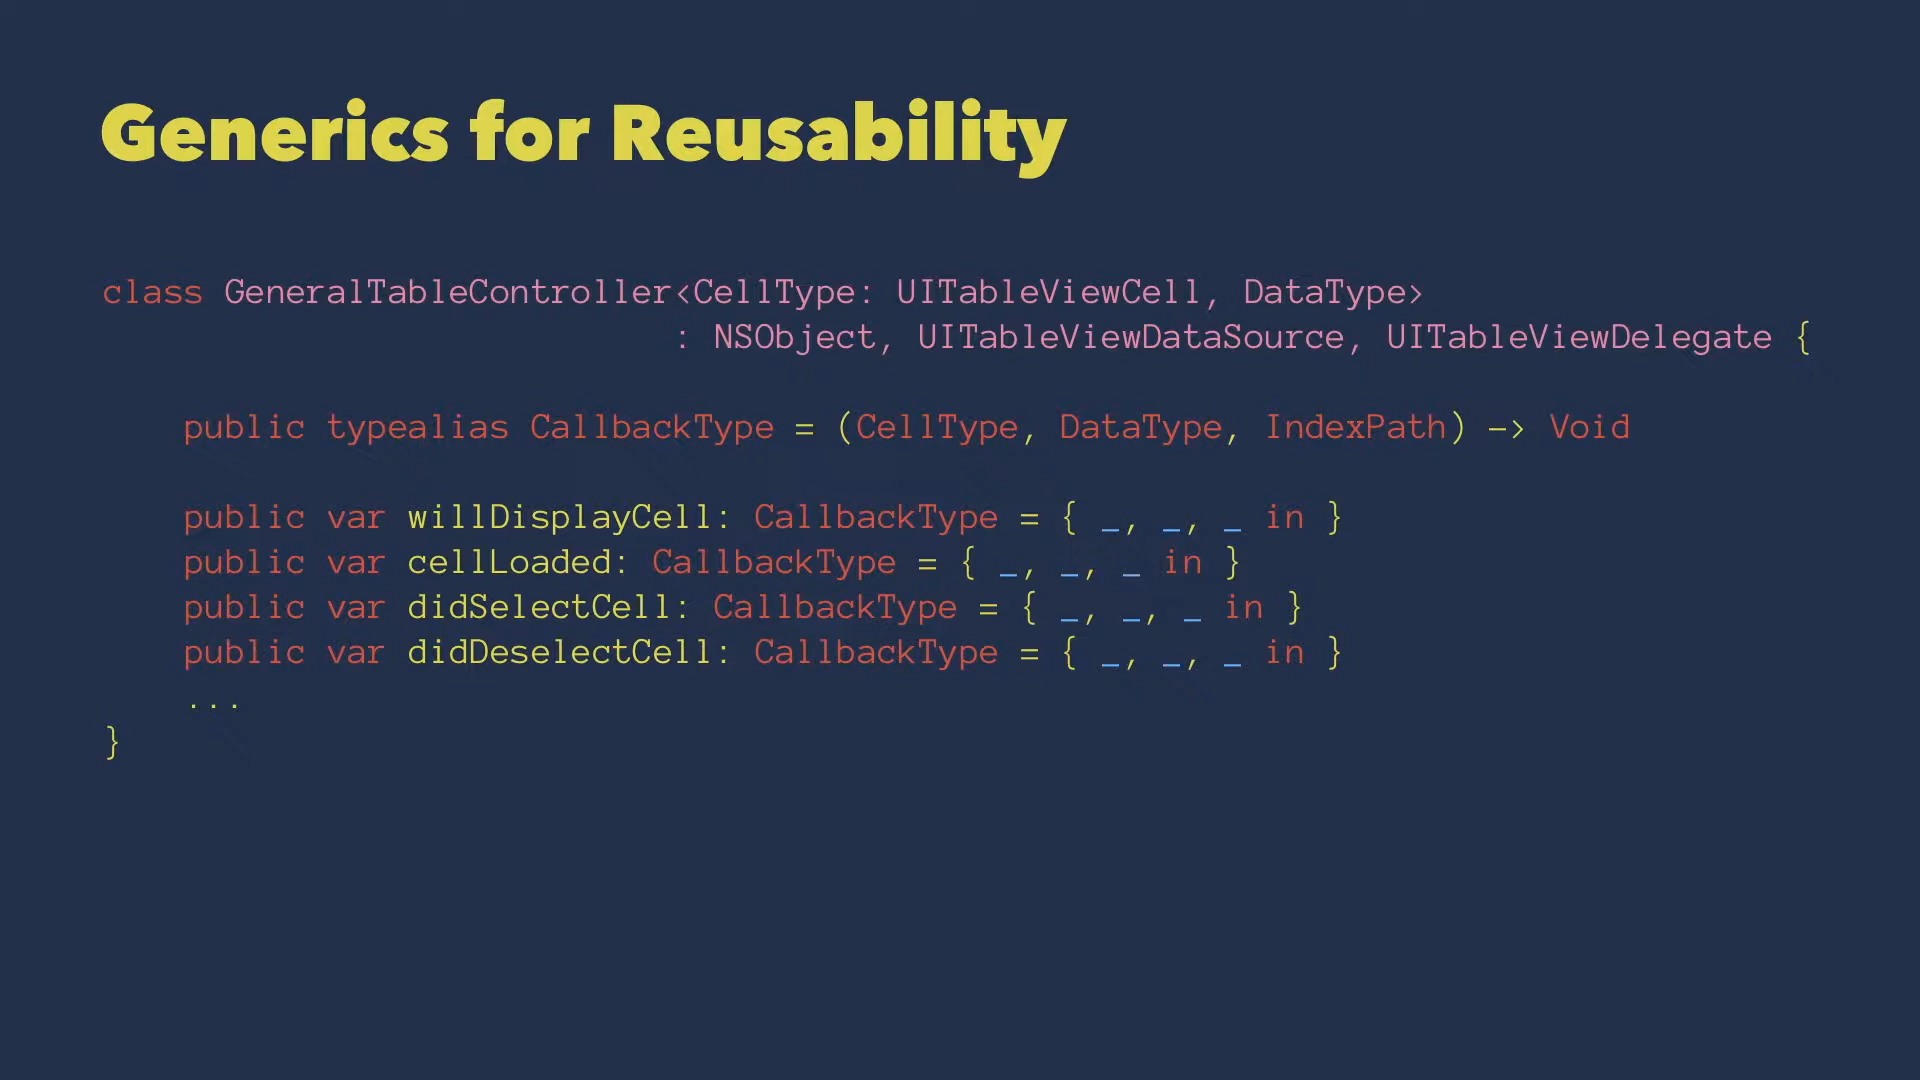 Generics for Reusability
class GeneralTableController<CellType: UITableViewCell, DataType>
: NSObject, UITableViewDataSource, UITableViewDelegate {
public typealias CallbackType = (CellType, DataType, IndexPath) -> Void
public var willDisplayCell: CallbackType = { _, _, _ in }
public var cellLoaded: CallbackType = { _, _, _ in }
public var didSelectCell: CallbackType = { _, _, _ in }
public var didDeselectCell: CallbackType = { _, _, _ in }
...
}